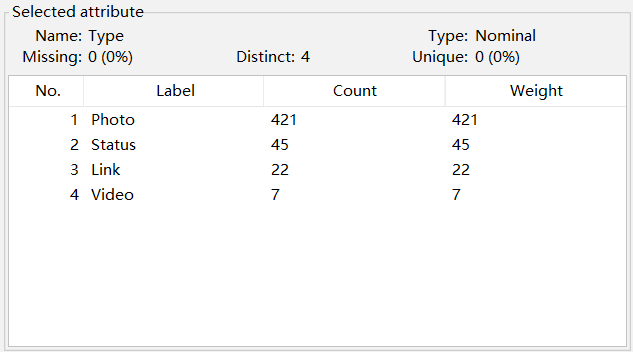 Selected attribute
Name: Type Type: Nominal
Missing: 0 (0%) Distinct: 4 Unique: 0 (0%)
No. Label Count Weight
1 Photo 421 421
2 Status 45 45
3 Link 22 22
4 Video 7 7